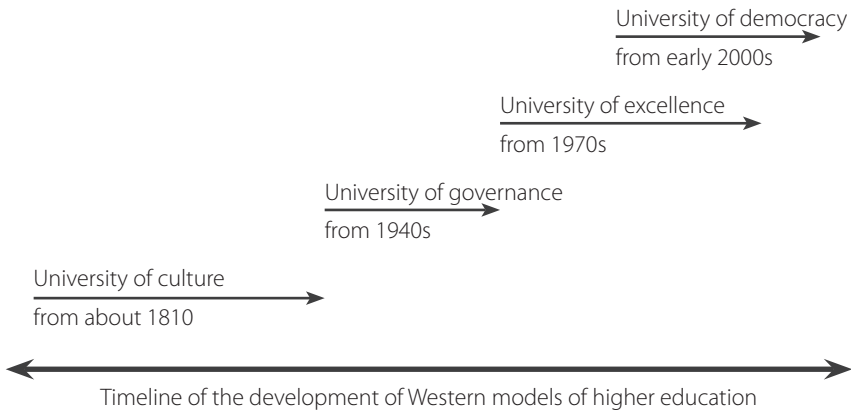 University of democracy
from early 2000s
University of excellence
from 1970s
University of governance
from 1940s
University of culture
from about 1810
Timeline of the development of Western models of higher education